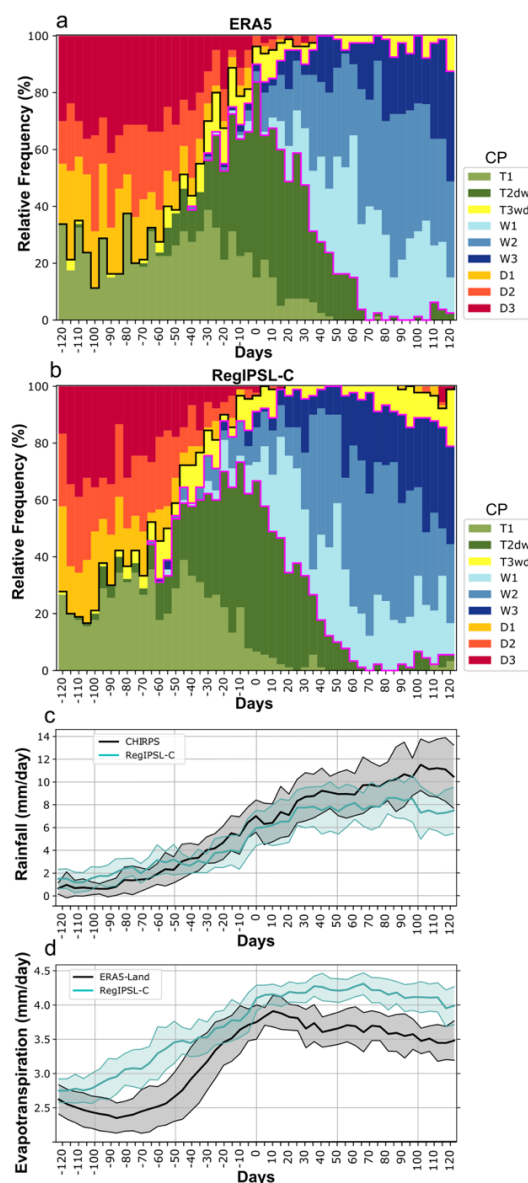 a
ERA5
100
80
60
40
20
0
Relative Frequency (%)
-120 -110 -100 -90 -80 -70 -60 -50 -40 -30 -20 -10 0 10 20 30 40 50 60 70 80 90 100 110 120
Days
CP
T1
T2dw
T3wd
W1
W2
W3
D1
D2
D3
b
RegIPSL-C
100
80
60
40
20
0
Relative Frequency (%)
-120 -110 -100 -90 -80 -70 -60 -50 -40 -30 -20 -10 0 10 20 30 40 50 60 70 80 90 100 110 120
Days
CP
T1
T2dw
T3wd
W1
W2
W3
D1
D2
D3
c
CHIRPS
RegIPSL-C
14
12
10
8
6
4
2
0
Rainfall (mm/day)
-120 -110 -100 -90 -80 -70 -60 -50 -40 -30 -20 -10 0 10 20 30 40 50 60 70 80 90 100 110 120
Days
d
ERA5-Land
RegIPSL-C
4.5
4.0
3.5
3.0
2.5
Evapotranspiration (mm/day)
-120 -110 -100 -90 -80 -70 -60 -50 -40 -30 -20 -10 0 10 20 30 40 50 60 70 80 90 100 110 120
Days